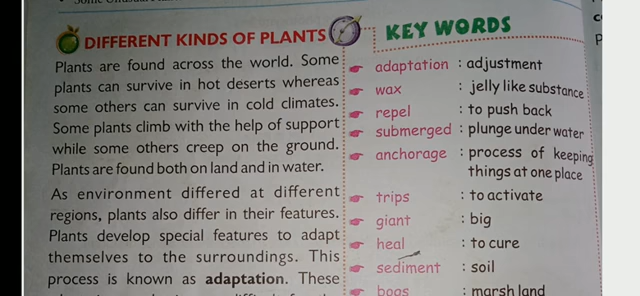 DIFFERENT KINDS OF PLANTS
Plants are found across the world. Some
plants can survive in hot deserts whereas
some others can survive in cold climates.
Some plants climb with the help of support
while some others creep on the ground.
Plants are found both on land and in water.
As environment differed at different
regions, plants also differ in their features.
Plants develop special features to adapt
themselves to the surroundings. This
process is known as adaptation. These
KEY WORDS
adaptation : adjustment
wax : jelly like substance
repel : to push back
submerged : plunge under water
anchorage : process of keeping
things at one place
trips : to activate
giant : big
heal : to cure
sediment : soil
bogs : marsh land